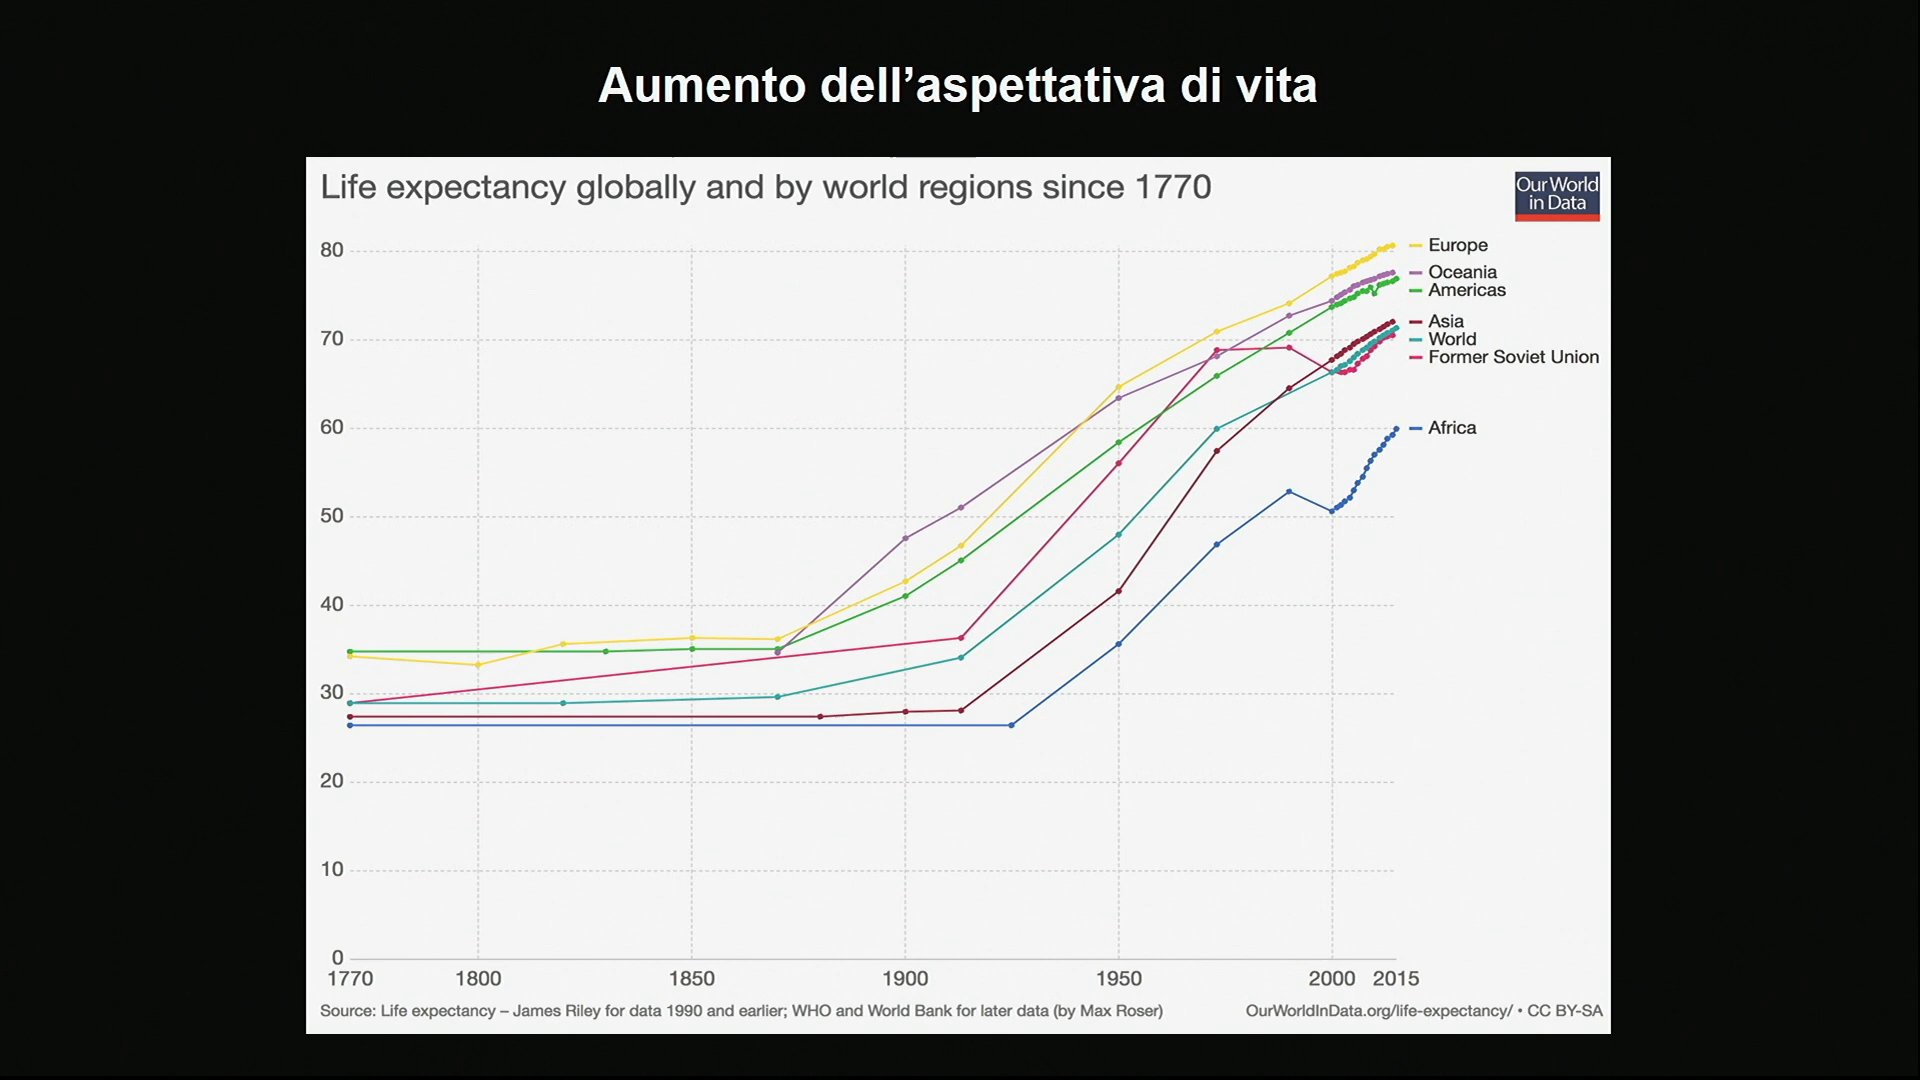 Aumento dell’aspettativa di vita
Life expectancy globally and by world regions since 1770
Our World
in Data
80
70
60
50
40
30
20
10
0
1770
1800
1850
1900
1950
2000
2015
Europe
Oceania
Americas
Asia
World
Former Soviet Union
Africa
Source: Life expectancy – James Riley for data 1990 and earlier; WHO and World Bank for later data (by Max Roser)
OurWorldInData.org/life-expectancy/ • CC BY-SA